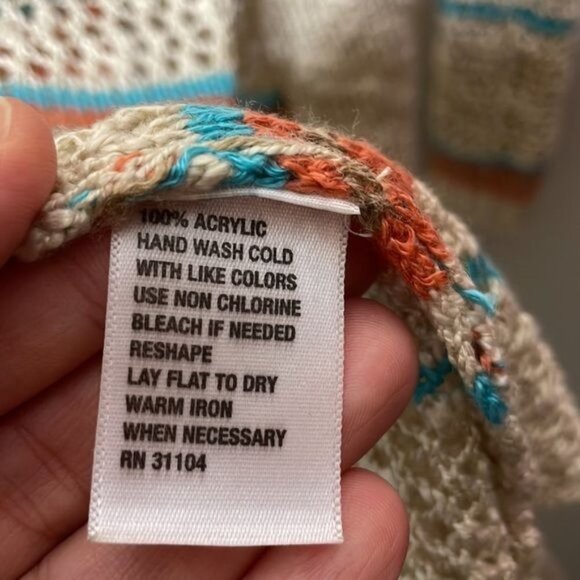 100% ACRYLIC
HAND WASH COLD
WITH LIKE COLORS
USE NON CHLORINE
BLEACH IF NEEDED
RESHAPE
LAY FLAT TO DRY
WARM IRON
WHEN NECESSARY
RN 31104